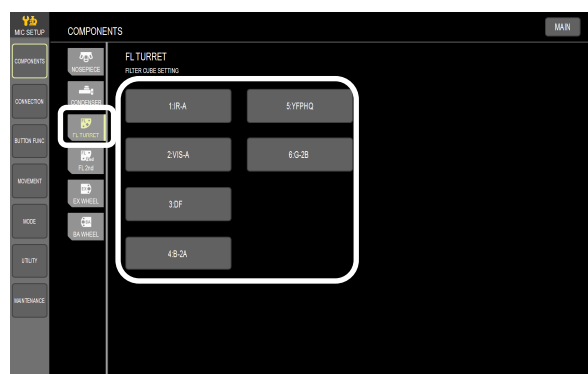 MIC SETUP
COMPONENTS
MAIN
COMPONENTS
CONNECTION
BUTTON FUNC
MOVEMENT
MODE
UTILITY
MAINTENANCE
NOSEPIECE
CONDENSER
FL TURRET
2nd
FL 2nd
EX WHEEL
BA WHEEL
FL TURRET
FILTER CUBE SETTING
1:IR-A
5:YFPHQ
2:VIS-A
6:G-2B
3:DF
4:B-2A